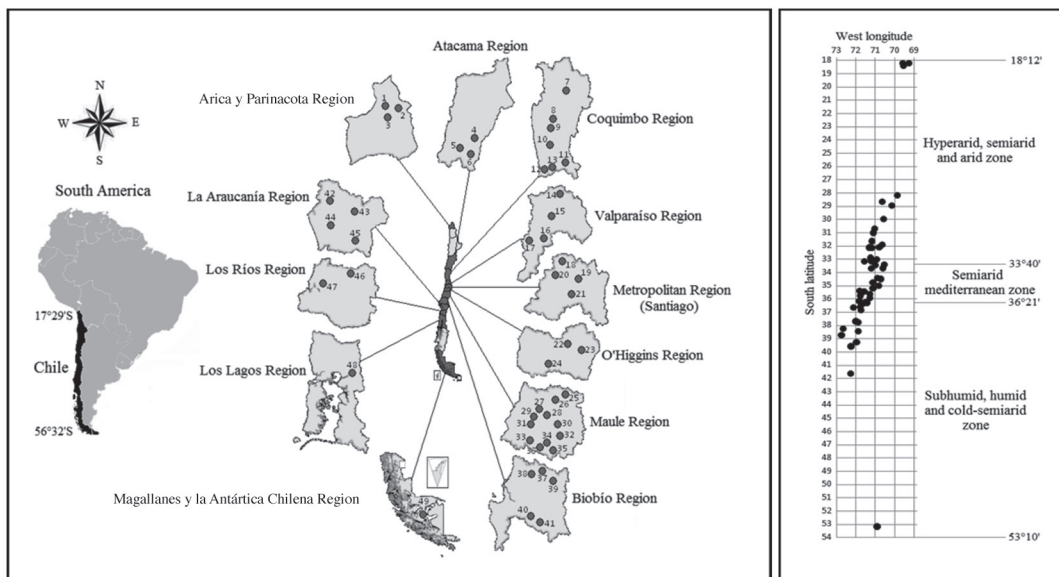 Atacama Region
Arica y Parinacota Region
1
2
3
4
5
6
7
8
9
10
11
12
13
Coquimbo Region
N
W
E
S
South America
17°29'S
Chile
56°32'S
La Araucanía Region
42
43
44
45
Los Ríos Region
46
47
Los Lagos Region
48
Magallanes y la Antártica Chilena Region
49
14
15
16
17
Valparaíso Region
18
19
20
21
Metropolitan Region
(Santiago)
22
23
24
O'Higgins Region
25
26
27
28
29
30
31
32
33
34
35
Maule Region
37
38
39
40
41
Biobío Region
West longitude
73 72 71 70 69
South latitude
18
19
20
21
22
23
24
25
26
27
28
29
30
31
32
33
34
35
36
37
38
39
40
41
42
43
44
45
46
47
48
49
50
51
52
53
54
18°12'
Hyperarid, semiarid
and arid zone
33°40'
Semiarid
mediterranean zone
36°21'
Subhumid, humid
and cold-semiarid
zone
53°10'